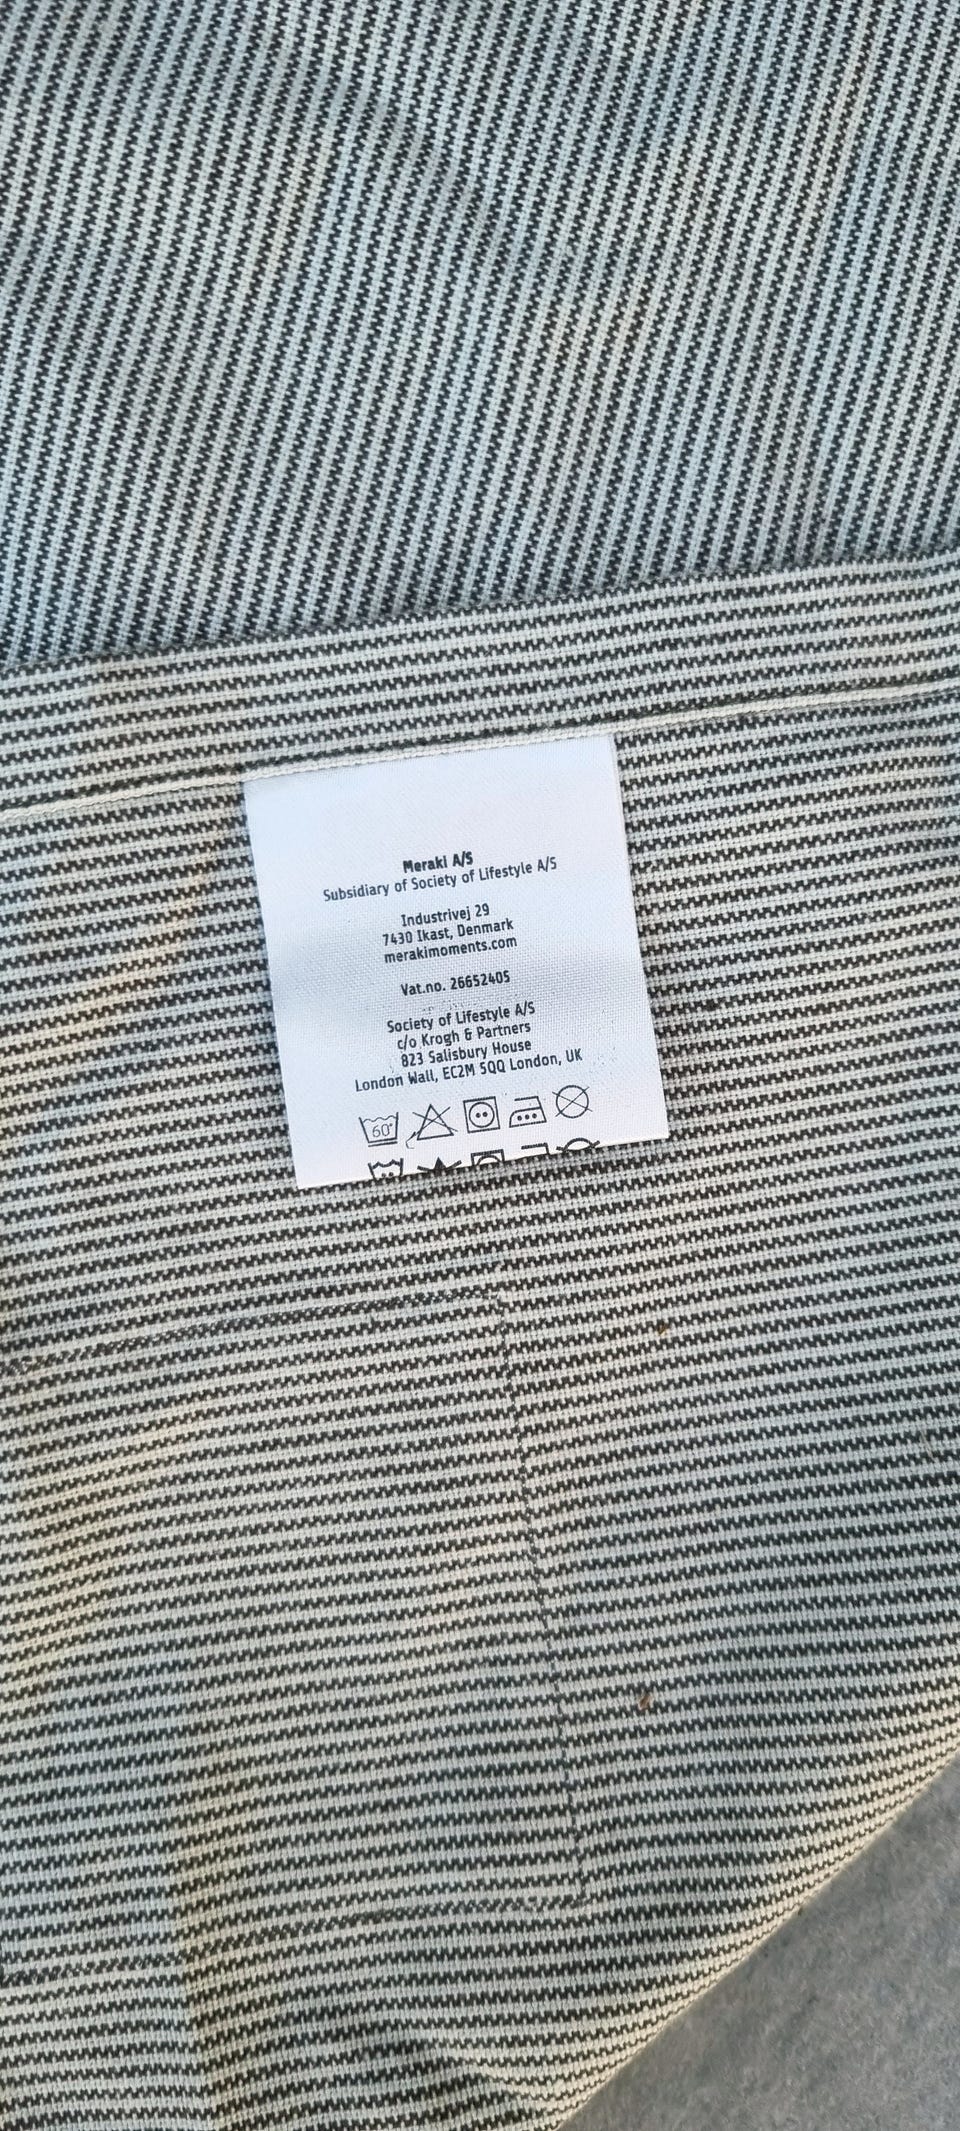 Meraki A/S
Subsidiary of Society of Lifestyle A/S
Industrivej 29
7430 Ikast, Denmark
merakimoments.com
Vat.no. 26652405
Society of Lifestyle A/S
c/o Krogh & Partners
823 Salisbury House
London Wall, EC2M 5QQ London, UK
60°